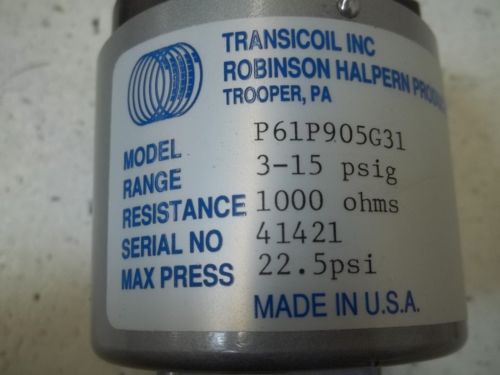 TRANSICOIL INC
ROBINSON HALPERN
TROOPER, PA
MODEL P61P905G31
RANGE 3-15 psig
RESISTANCE 1000 ohms
SERIAL NO 41421
MAX PRESS 22.5psi
MADE IN U.S.A.